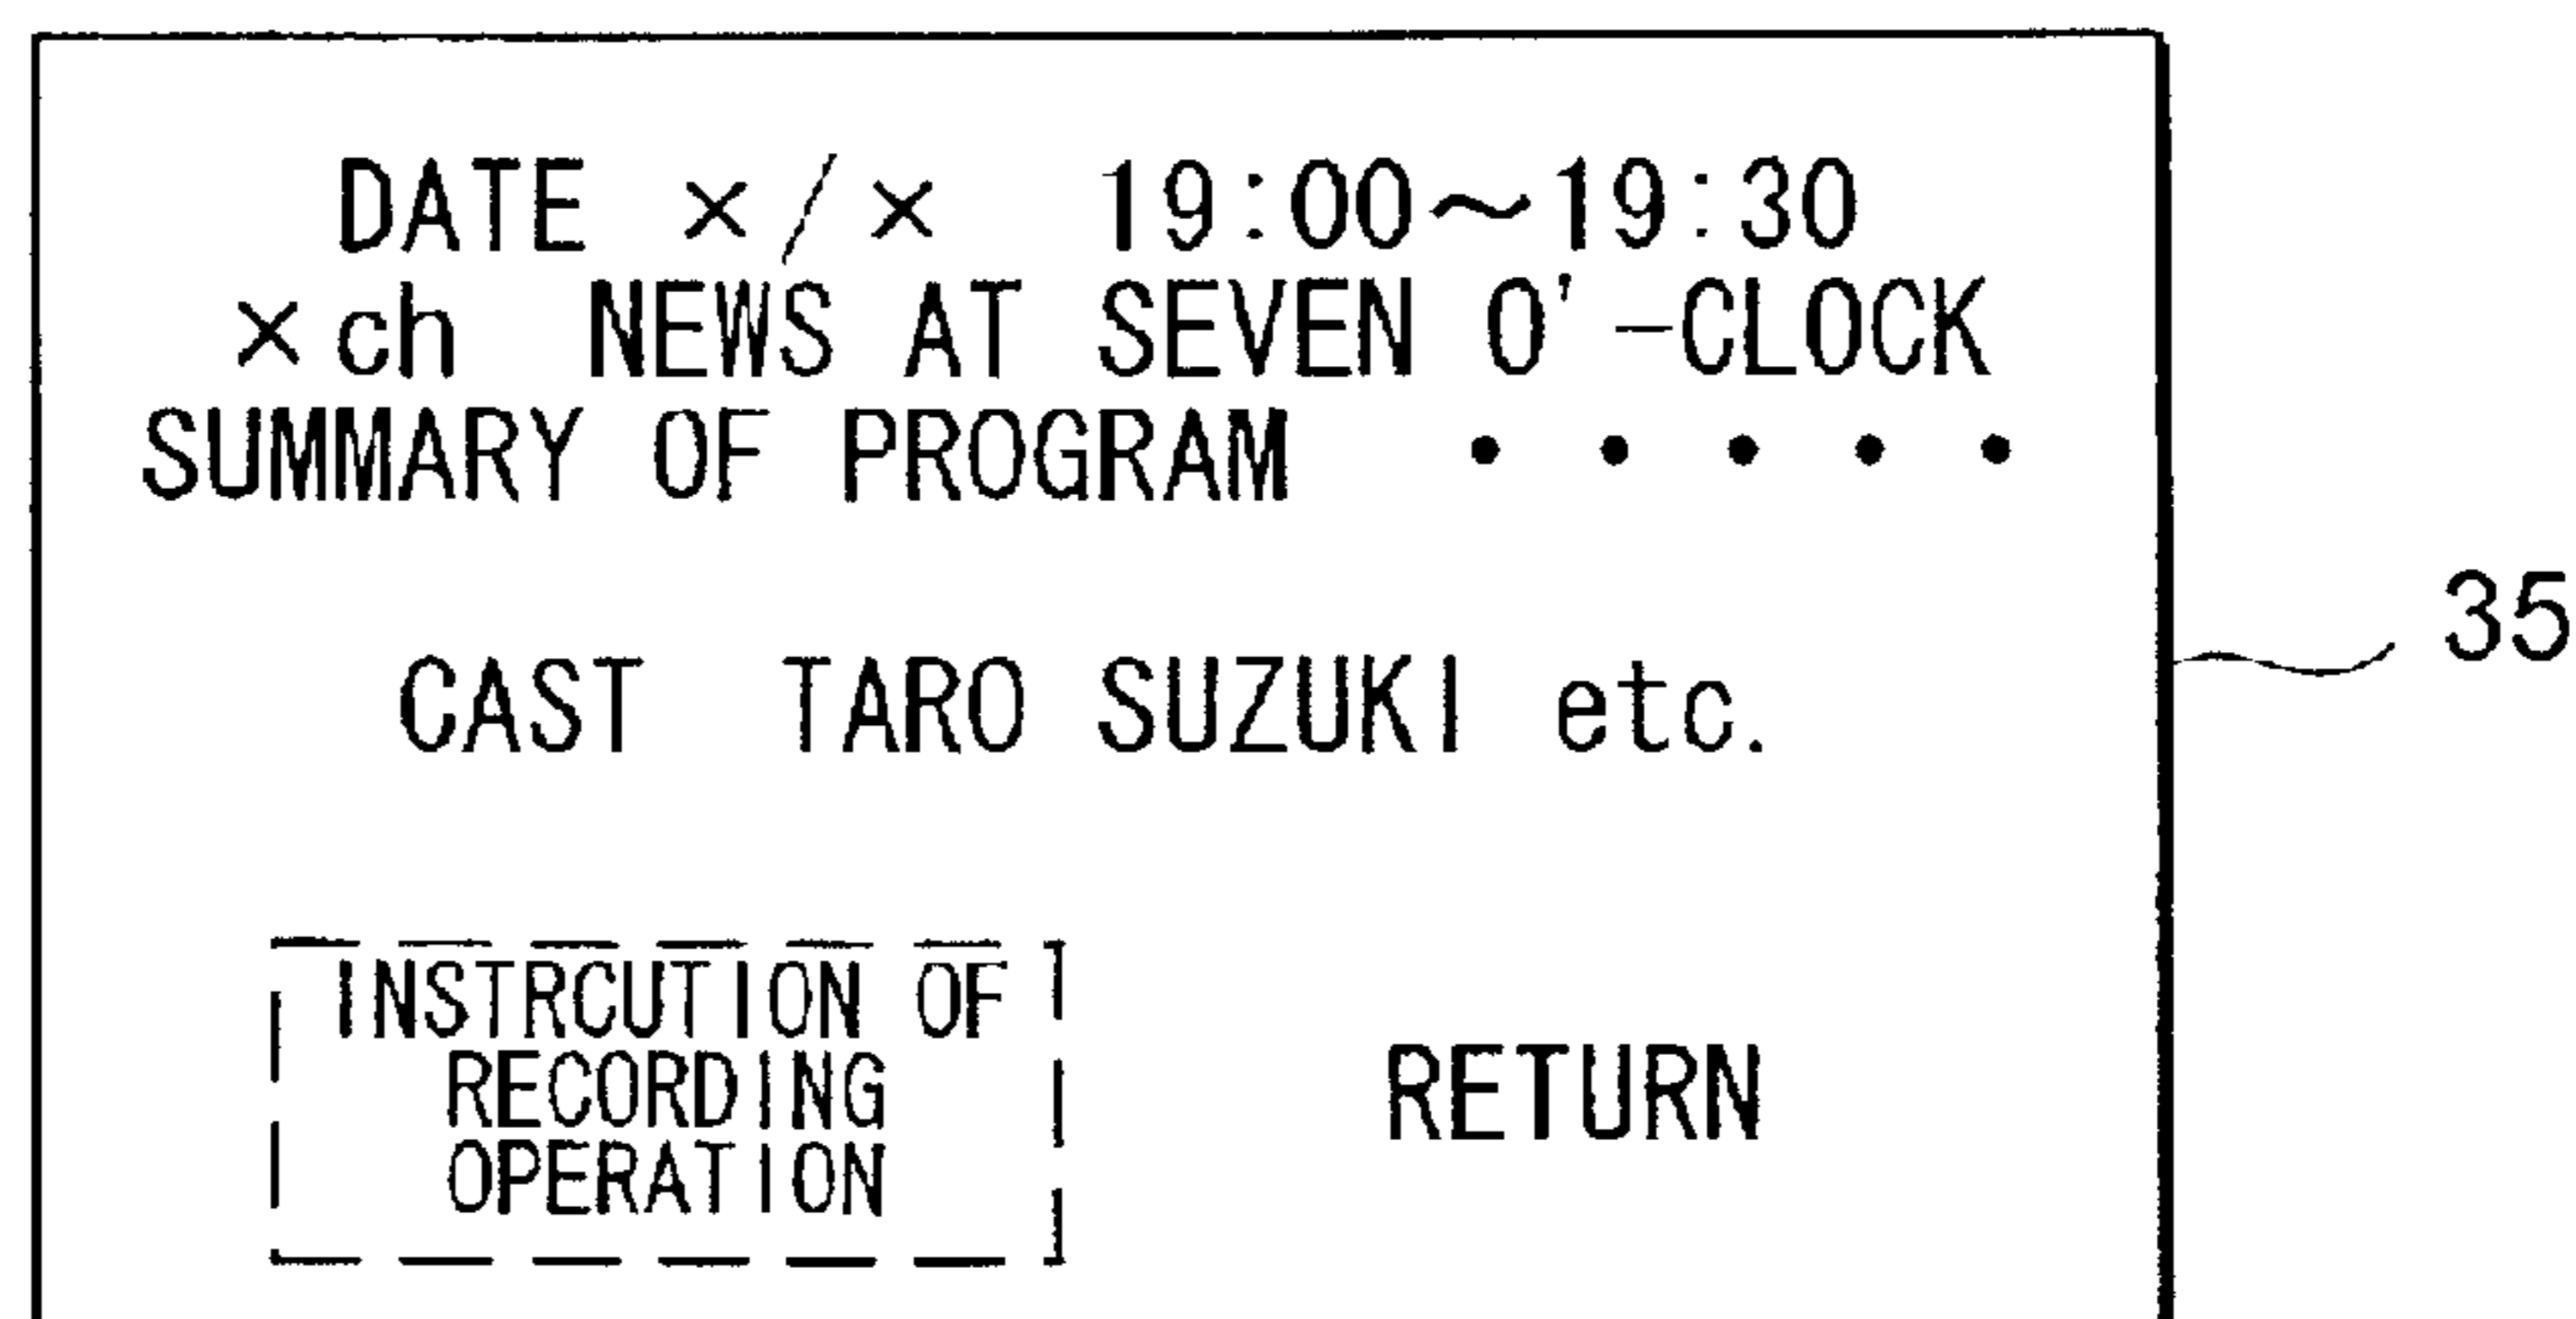 DATE ×/× 19:00～19:30
×ch NEWS AT SEVEN O'-CLOCK
SUMMARY OF PROGRAM • • • • •
35
CAST TARO SUZUKI etc.
INSTRCUTION OF
RECORDING
OPERATION
RETURN